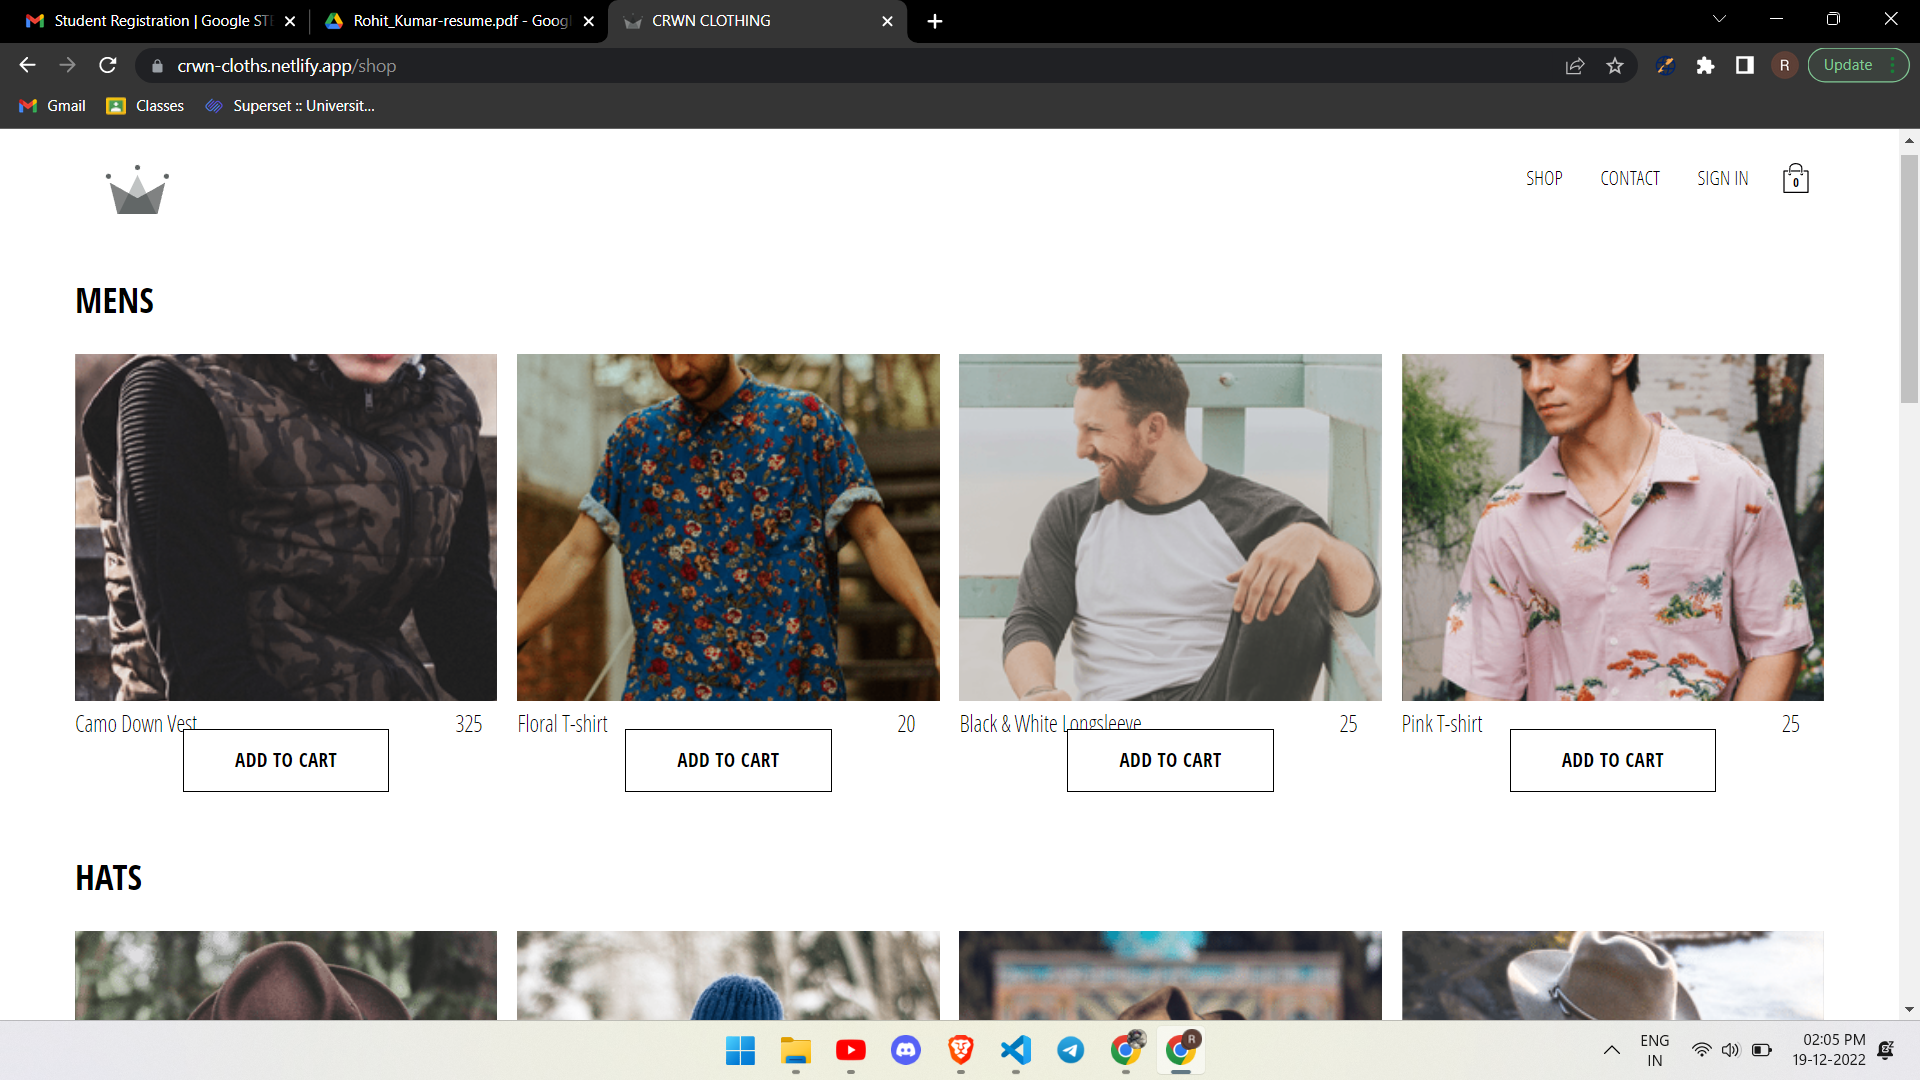 Student Registration | Google STE
Rohit_Kumar-resume.pdf - Goog
CRWN CLOTHING
crwn-cloths.netlify.app/shop
R
Update
Gmail
Classes
Superset :: Universit...
SHOP
CONTACT
SIGN IN
0
MENS
Camo Down Vest
325
Floral T-shirt
20
Black & White Longsleeve
25
Pink T-shirt
25
ADD TO CART
ADD TO CART
ADD TO CART
ADD TO CART
HATS
R
ENG
IN
02:05 PM
19-12-2022